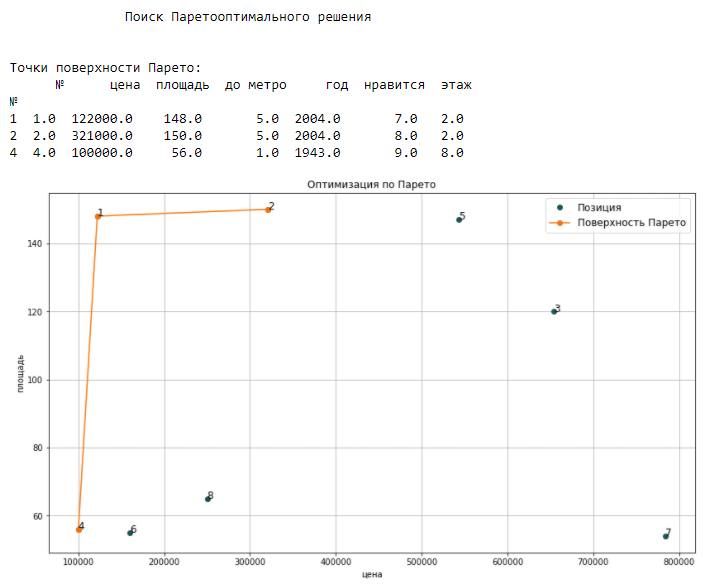 Поиск Паретооптимального решения
Точки поверхности Парето:
№ цена площадь до метро год нравится этаж
№
1 1.0 122000.0 148.0 5.0 2004.0 7.0 2.0
2 2.0 321000.0 150.0 5.0 2004.0 8.0 2.0
4 4.0 100000.0 56.0 1.0 1943.0 9.0 8.0
Оптимизация по Парето
Позиция
Поверхность Парето
1
2
5
3
4
6
8
7
140
120
100
80
60
площадь
100000 200000 300000 400000 500000 600000 700000 800000
цена